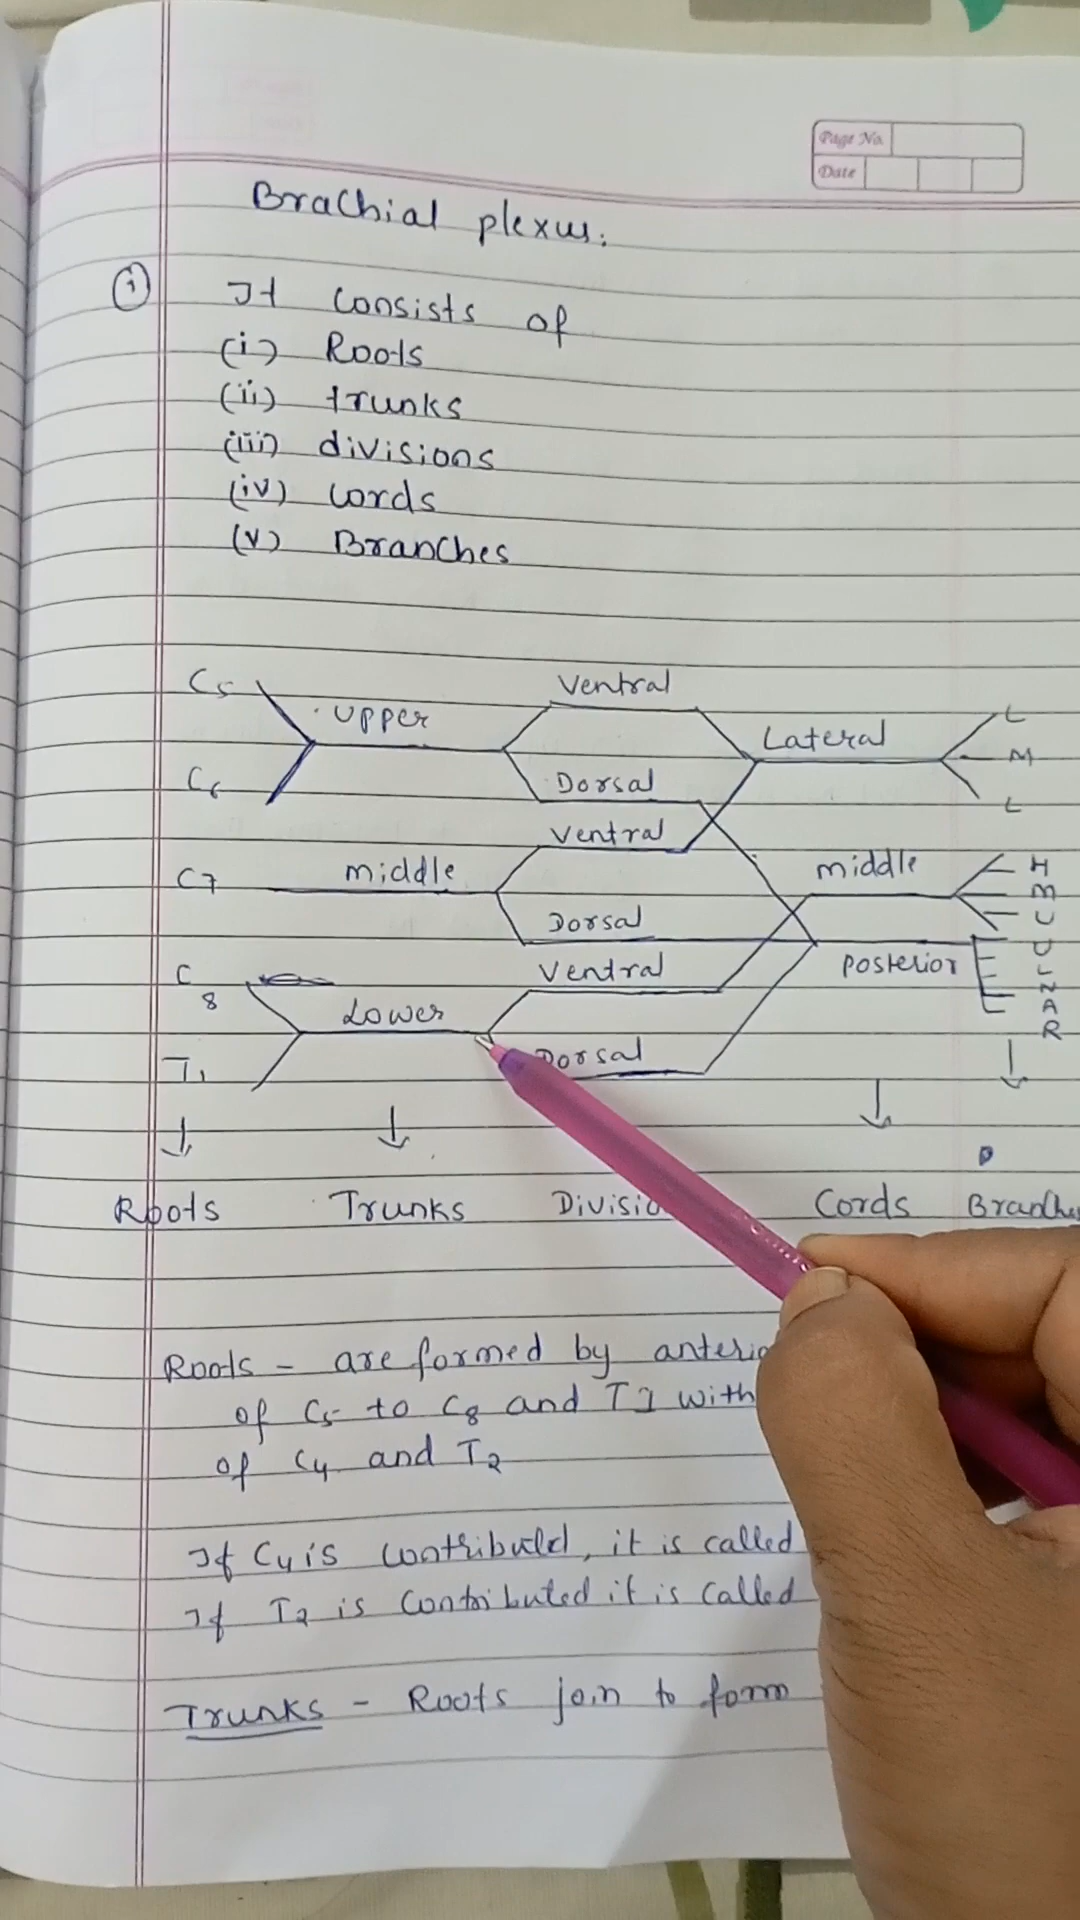 Page No.
Date
Brachial plexus.
1 It consists of
(i) Roots
(ii) trunks
(iii) divisions
(iv) cords
(v) Branches
C5 Upper Ventral Lateral L
M
C6 Dorsal L
Ventral
C7 middle middle H
M
Dorsal U
C8 Ventral Posterior ULNAR
Lower
T1 Dorsal
Roots Trunks Cords
Roots - are formed by
of C5 to C8 and T1 with
of C4 and T2
If C4 is contributed, it is called
If T2 is contributed it is called
Trunks - Roots join to form